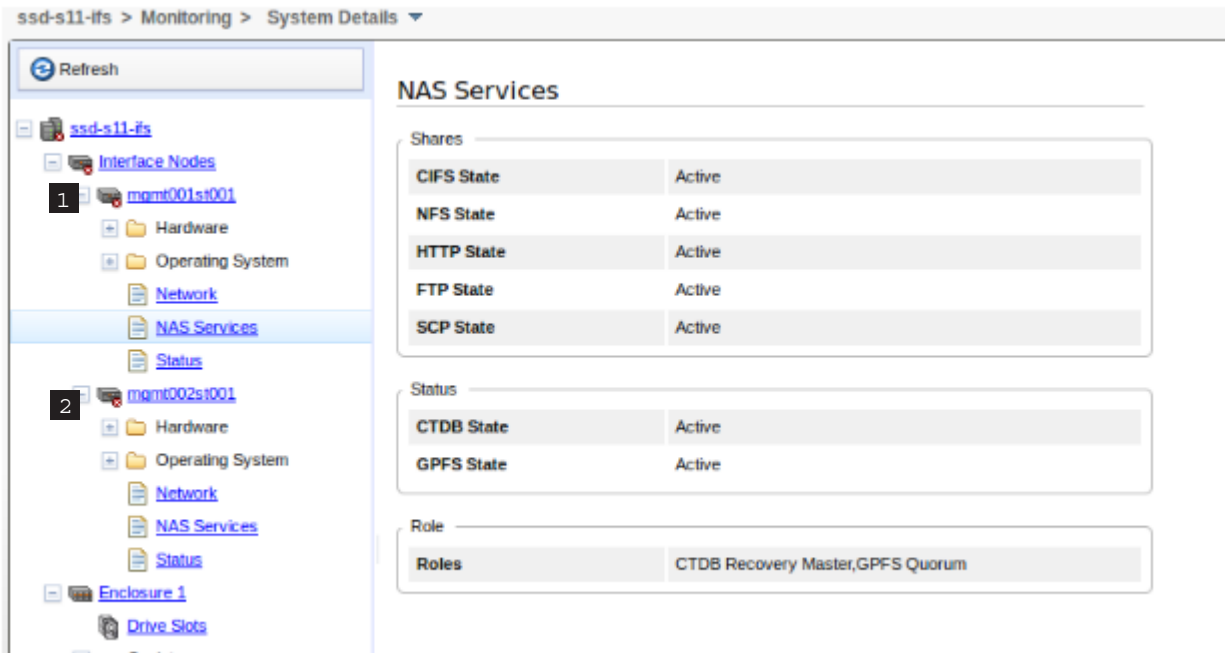 ssd-s11-ifs > Monitoring > System Details
Refresh
ssd-s11-ifs
Interface Nodes
1 mgmt001st001
Hardware
Operating System
Network
NAS Services
Status
2 mgmt002st001
Hardware
Operating System
Network
NAS Services
Status
Enclosure 1
Drive Slots
NAS Services
Shares
CIFS State Active
NFS State Active
HTTP State Active
FTP State Active
SCP State Active
Status
CTDB State Active
GPFS State Active
Role
Roles CTDB Recovery Master,GPFS Quorum